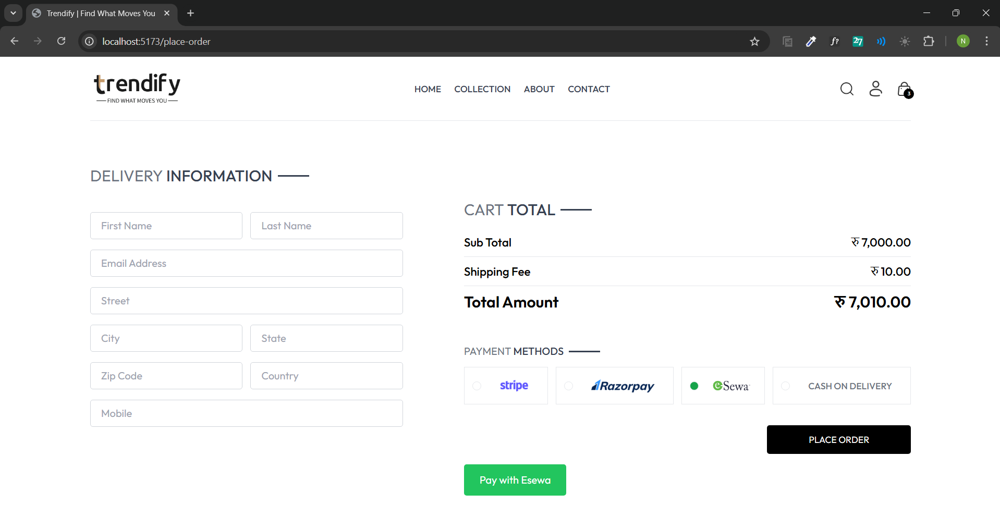 Trendify | Find What Moves You
localhost:5173/place-order
f?
27
N
trendify
FIND WHAT MOVES YOU
HOME COLLECTION ABOUT CONTACT
3
DELIVERY INFORMATION
First Name Last Name
Email Address
Street
City State
Zip Code Country
Mobile
CART TOTAL
Sub Total रु 7,000.00
Shipping Fee रु 10.00
Total Amount रु 7,010.00
PAYMENT METHODS
stripe Razorpay eSewa CASH ON DELIVERY
PLACE ORDER
Pay with Esewa